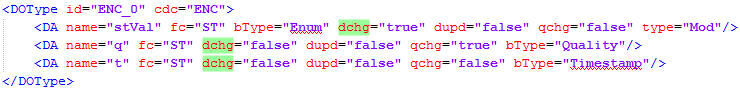 <DOType id="ENC_0" cdc="ENC">
<DA name="stVal" fc="ST" bType="Enum" dchg="true" dupd="false" qchg="false" type="Mod"/>
<DA name="q" fc="ST" dchg="false" dupd="false" qchg="true" bType="Quality"/>
<DA name="t" fc="ST" dchg="false" dupd="false" qchg="false" bType="Timestamp"/>
</DOType>